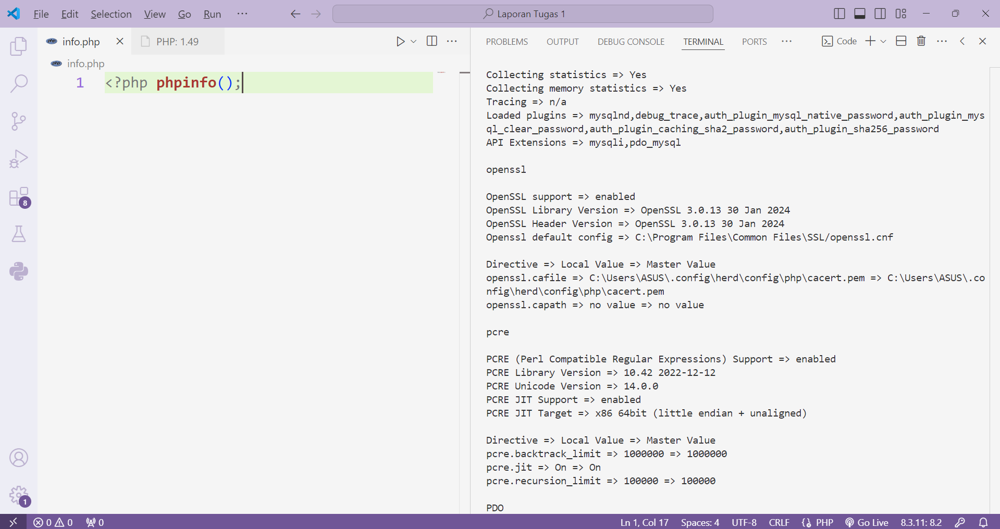 File Edit Selection View Go Run ··· Laporan Tugas 1
info.php PHP: 1.49
info.php
1 <?php phpinfo();
PROBLEMS OUTPUT DEBUG CONSOLE TERMINAL PORTS ··· Code
Collecting statistics => Yes
Collecting memory statistics => Yes
Tracing => n/a
Loaded plugins => mysqlnd,debug_trace,auth_plugin_mysql_native_password,auth_plugin_mys
ql_clear_password,auth_plugin_caching_sha2_password,auth_plugin_sha256_password
API Extensions => mysqli,pdo_mysql
openssl
OpenSSL support => enabled
OpenSSL Library Version => OpenSSL 3.0.13 30 Jan 2024
OpenSSL Header Version => OpenSSL 3.0.13 30 Jan 2024
Openssl default config => C:\Program Files\Common Files\SSL/openssl.cnf
Directive => Local Value => Master Value
openssl.cafile => C:\Users\ASUS\.config\herd\config\php\cacert.pem => C:\Users\ASUS\.co
nfig\herd\config\php\cacert.pem
openssl.capath => no value => no value
pcre
PCRE (Perl Compatible Regular Expressions) Support => enabled
PCRE Library Version => 10.42 2022-12-12
PCRE Unicode Version => 14.0.0
PCRE JIT Support => enabled
PCRE JIT Target => x86 64bit (little endian + unaligned)
Directive => Local Value => Master Value
pcre.backtrack_limit => 1000000 => 1000000
pcre.jit => On => On
pcre.recursion_limit => 100000 => 100000
PDO
8
1
0 0 0 Ln 1, Col 17 Spaces: 4 UTF-8 CRLF PHP Go Live 8.3.11: 8.2